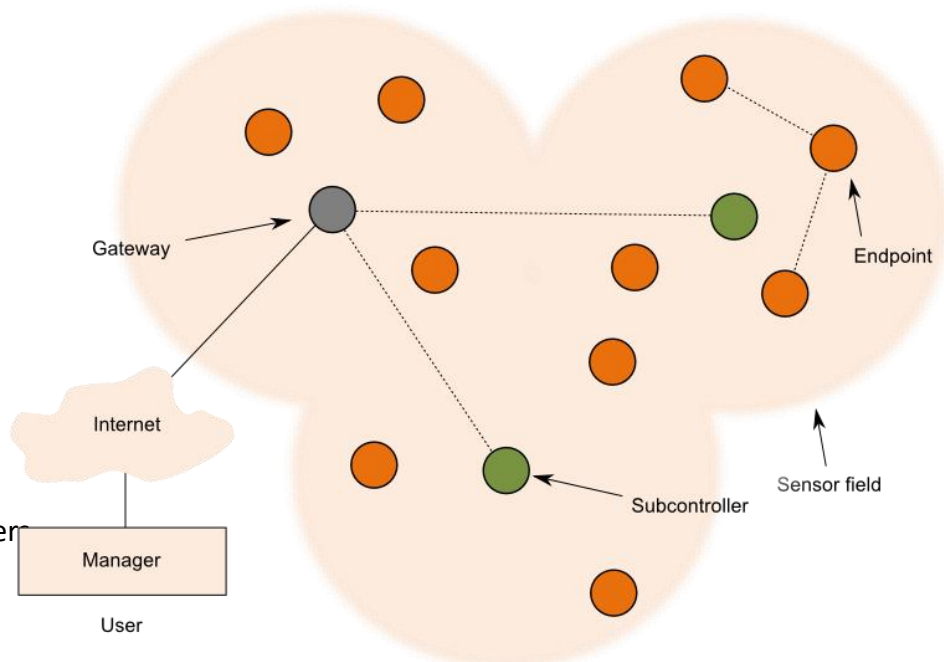 Gateway
Endpoint
Internet
Sensor field
Subcontroller
Manager
User